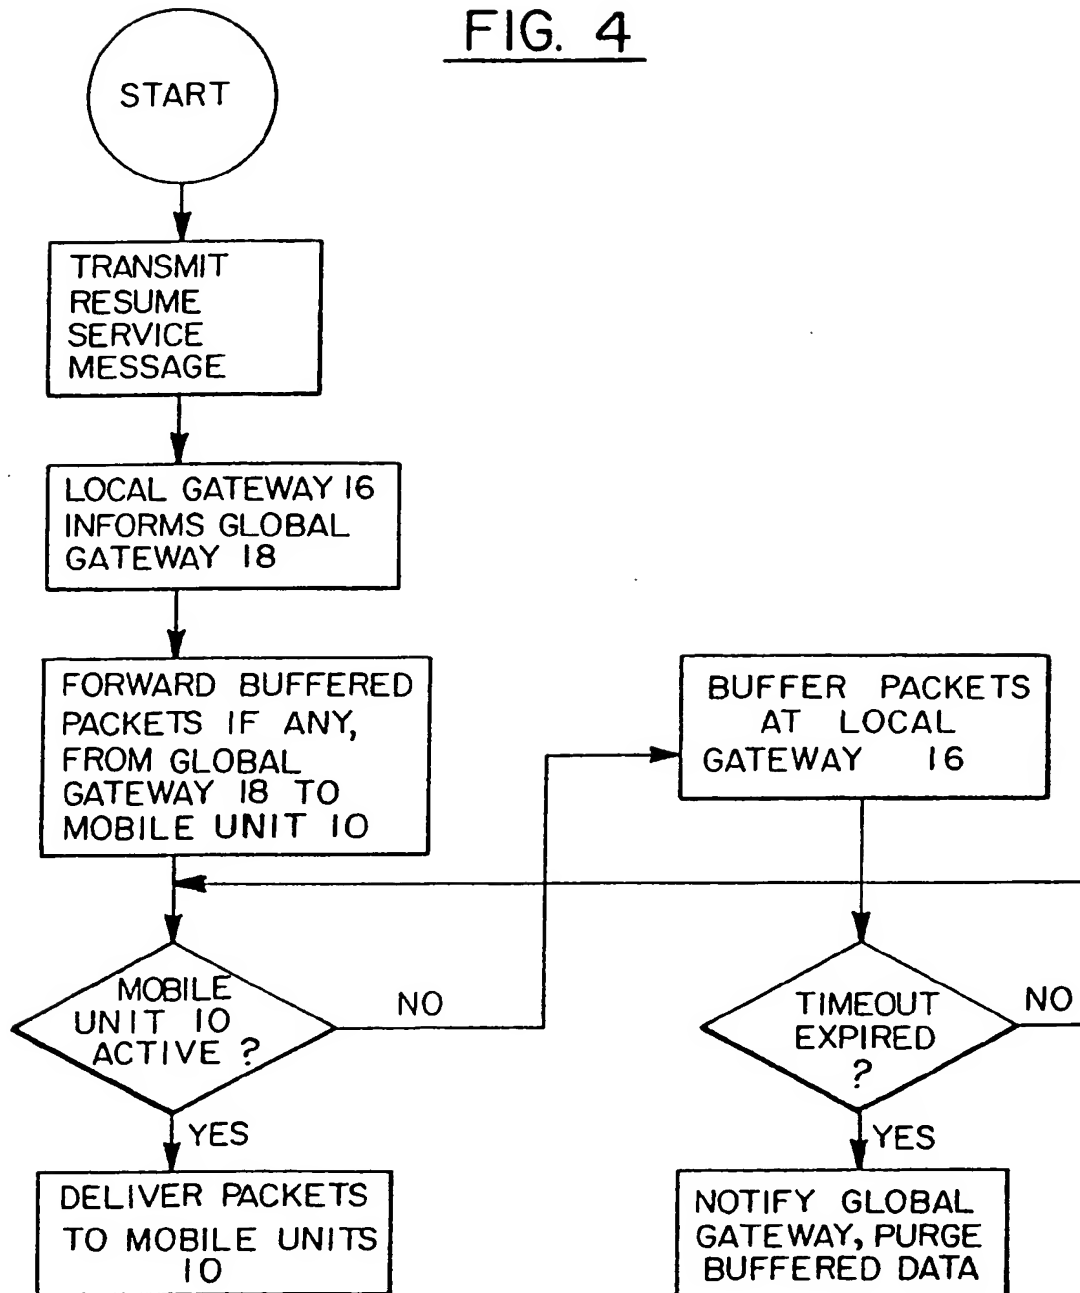 FIG. 4
START
TRANSMIT
RESUME
SERVICE
MESSAGE
LOCAL GATEWAY 16
INFORMS GLOBAL
GATEWAY 18
FORWARD BUFFERED
PACKETS IF ANY,
FROM GLOBAL
GATEWAY 18 TO
MOBILE UNIT 10
BUFFER PACKETS
AT LOCAL
GATEWAY 16
MOBILE
UNIT 10
ACTIVE ?
NO
YES
TIMEOUT
EXPIRED
?
NO
YES
DELIVER PACKETS
TO MOBILE UNITS
10
NOTIFY GLOBAL
GATEWAY, PURGE
BUFFERED DATA